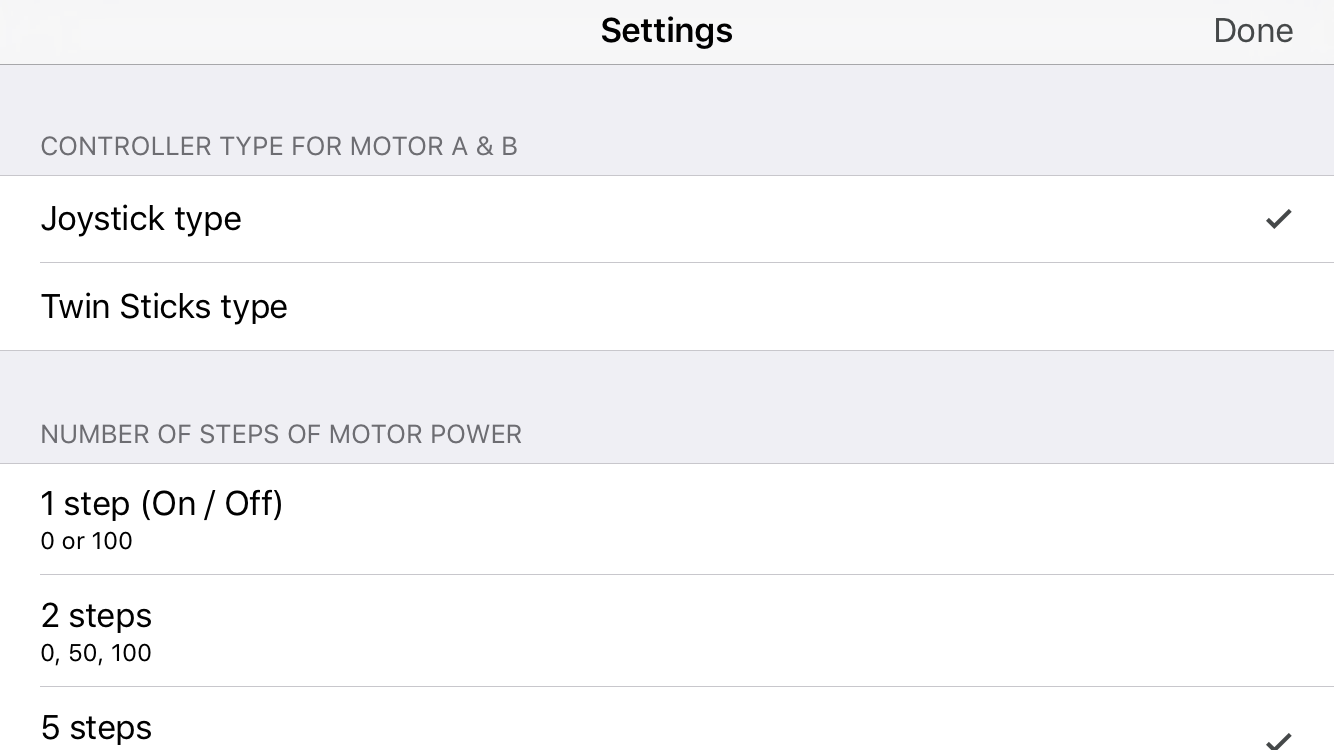 Settings
Done
CONTROLLER TYPE FOR MOTOR A & B
Joystick type
Twin Sticks type
NUMBER OF STEPS OF MOTOR POWER
1 step (On / Off)
0 or 100
2 steps
0, 50, 100
5 steps